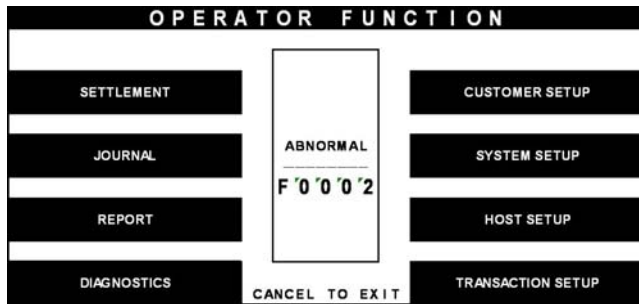 OPERATOR FUNCTION
SETTLEMENT
JOURNAL
REPORT
DIAGNOSTICS
ABNORMAL
F0002
CANCEL TO EXIT
CUSTOMER SETUP
SYSTEM SETUP
HOST SETUP
TRANSACTION SETUP